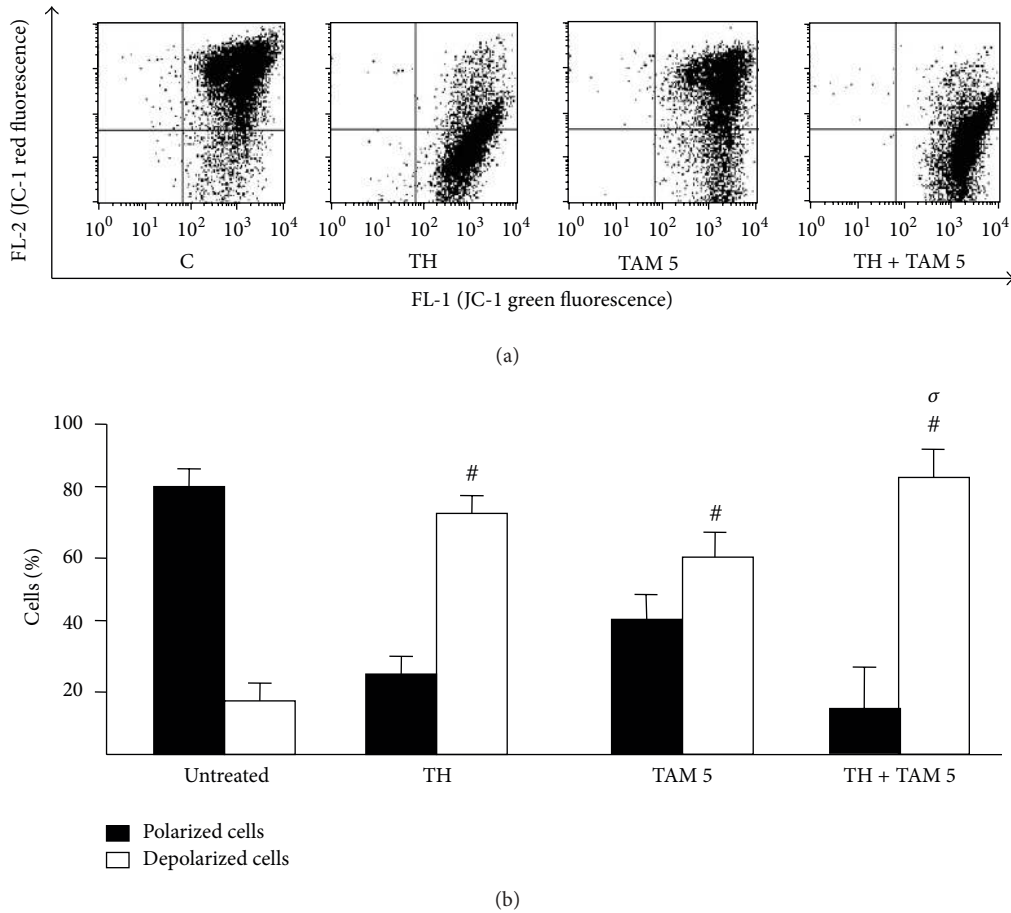 FL-2 (JC-1 red fluorescence)
10⁰ 10¹ 10² 10³ 10⁴
10⁰ 10¹ 10² 10³ 10⁴
10⁰ 10¹ 10² 10³ 10⁴
10⁰ 10¹ 10² 10³ 10⁴
C
TH
TAM 5
TH + TAM 5
FL-1 (JC-1 green fluorescence)
(a)
Cells (%)
100
80
60
40
20
#
#
σ
#
Untreated
TH
TAM 5
TH + TAM 5
Polarized cells
Depolarized cells
(b)